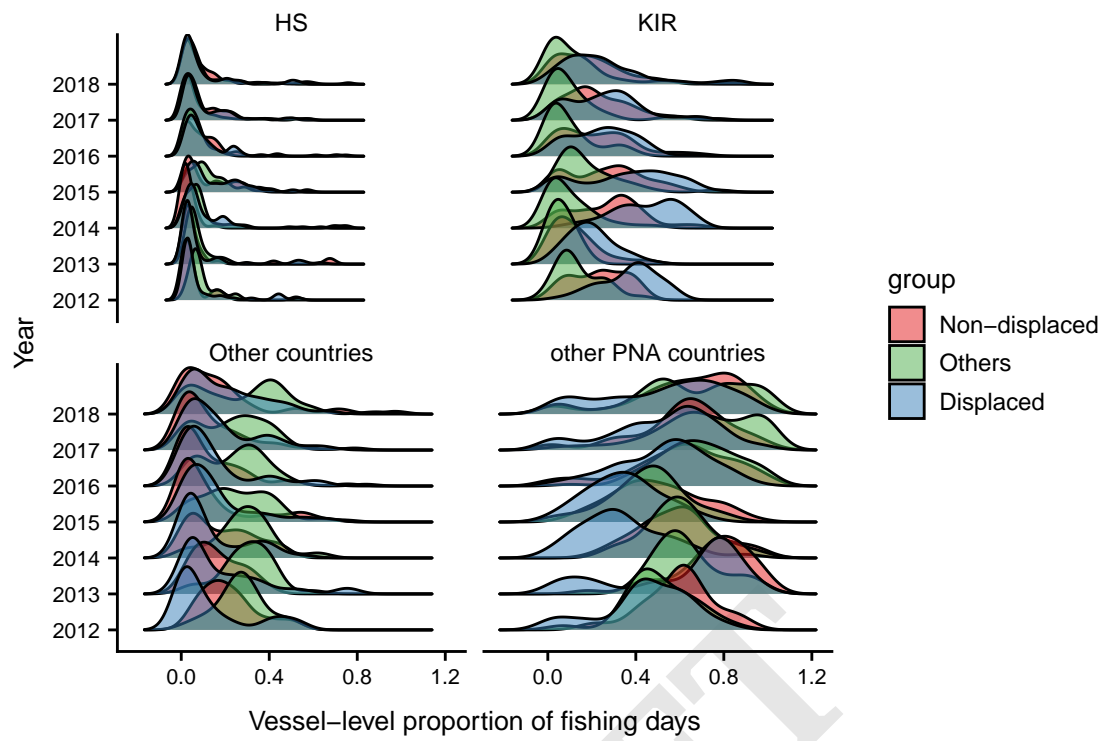 HS
KIR
2018
2017
2016
2015
2014
2013
2012
Other countries
other PNA countries
2018
2017
2016
2015
2014
2013
2012
0.0 0.4 0.8 1.2
0.0 0.4 0.8 1.2
Year
Vessel−level proportion of fishing days
group
Non−displaced
Others
Displaced